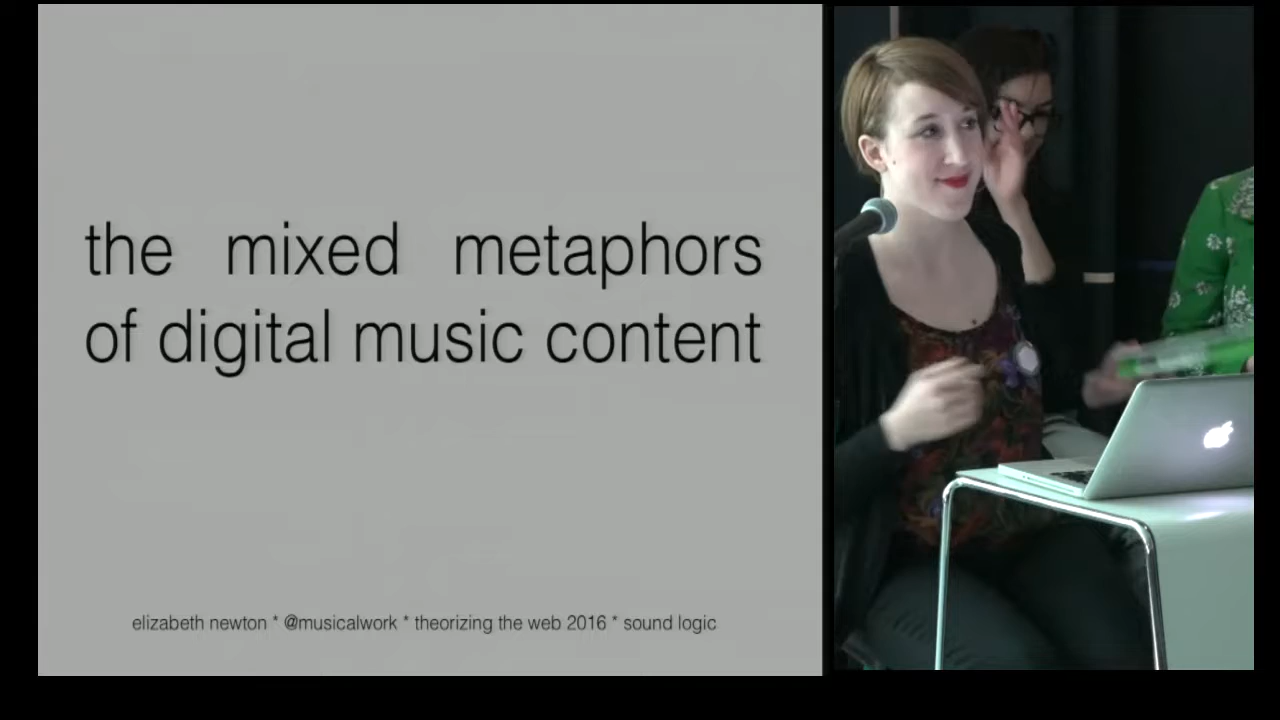 the mixed metaphors
of digital music content
elizabeth newton * @musicalwork * theorizing the web 2016 * sound logic